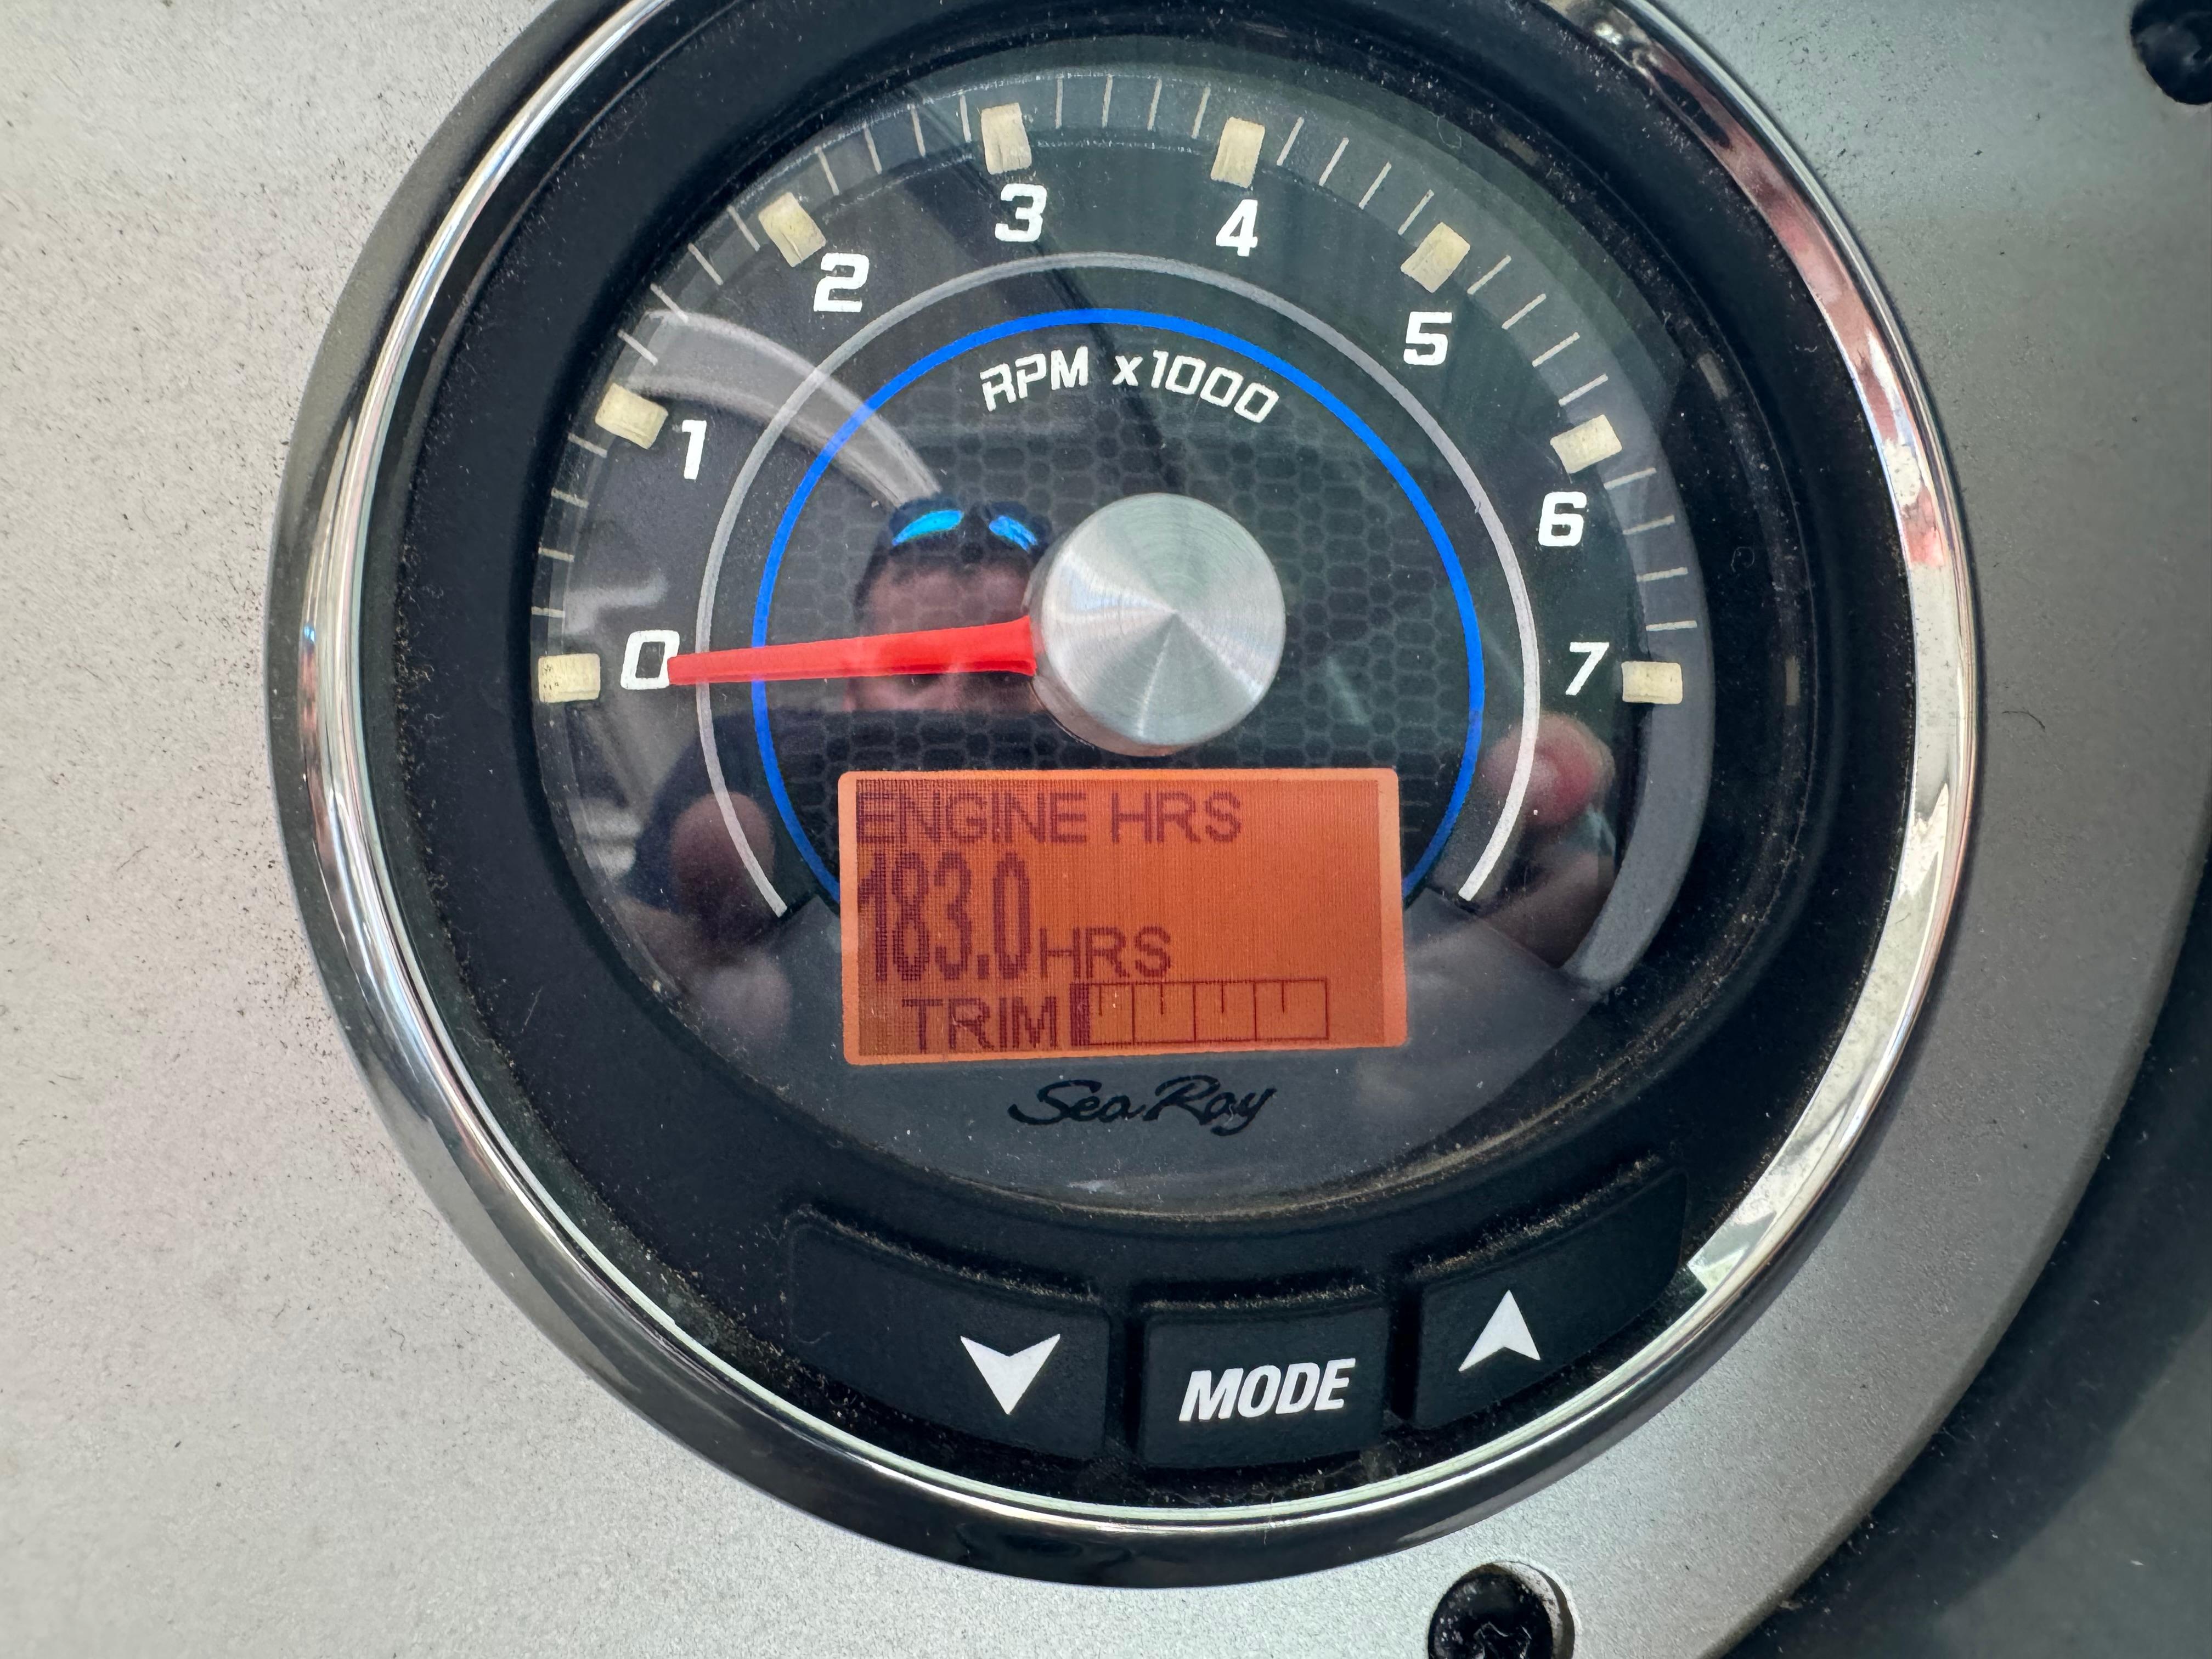 0
1
2
3
4
5
6
7
RPM x1000
ENGINE HRS
183.0 HRS
TRIM
Sea Ray
MODE